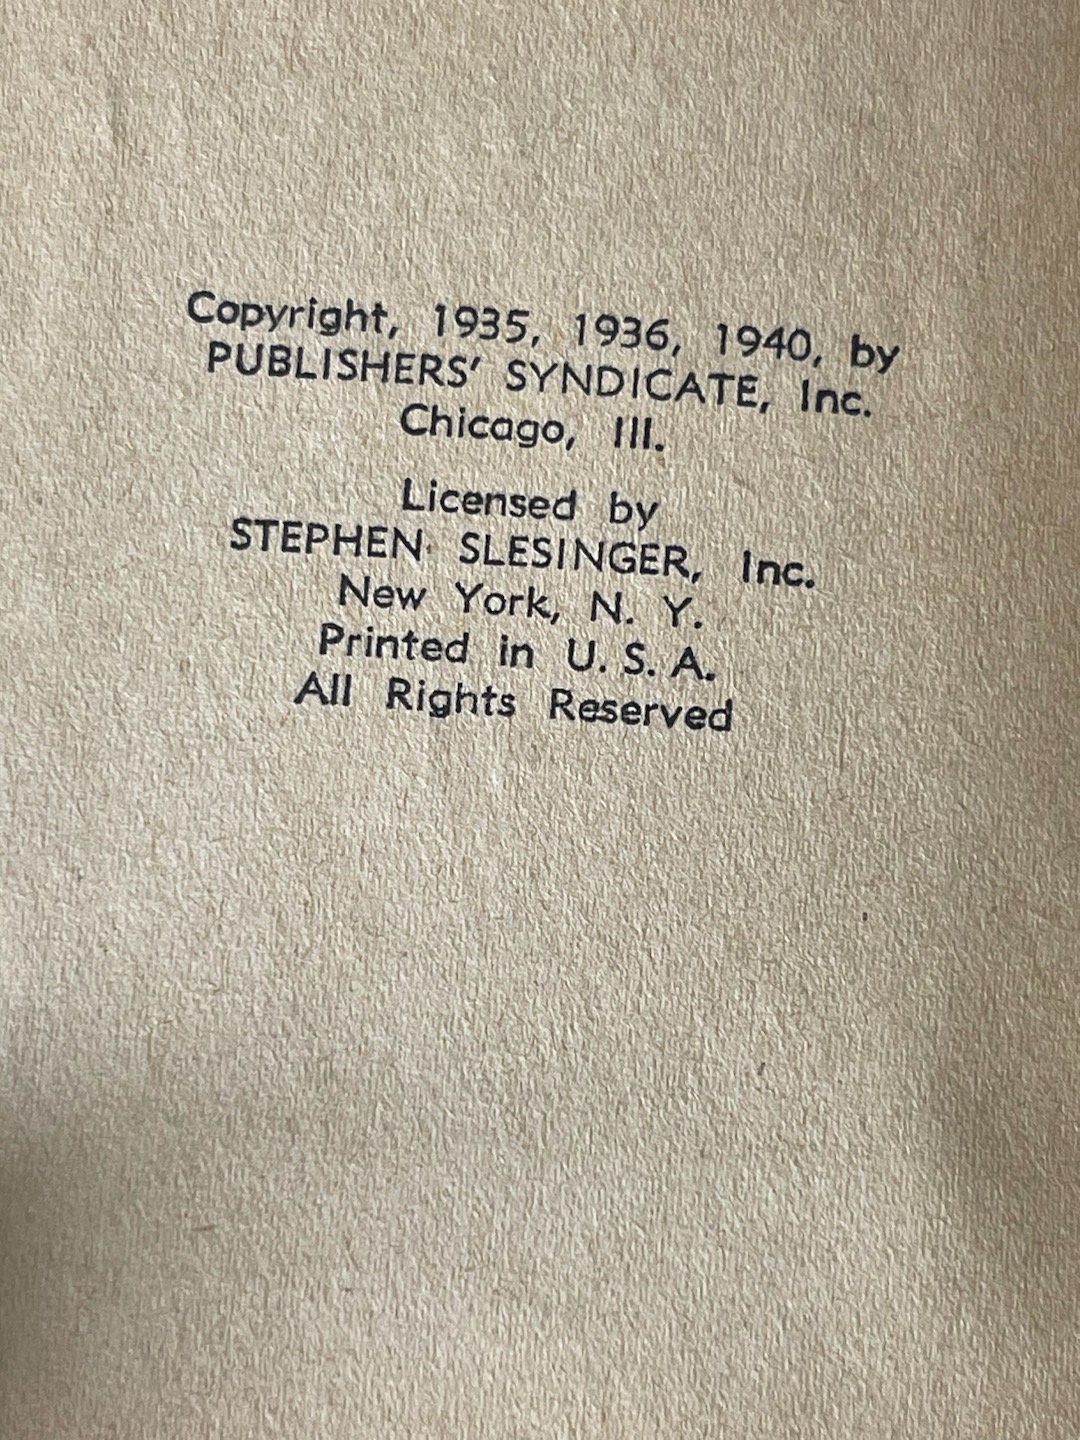 Copyright, 1935, 1936, 1940, by
PUBLISHERS' SYNDICATE, Inc.
Chicago, Ill.
Licensed by
STEPHEN SLESINGER, Inc.
New York, N. Y.
Printed in U. S. A.
All Rights Reserved